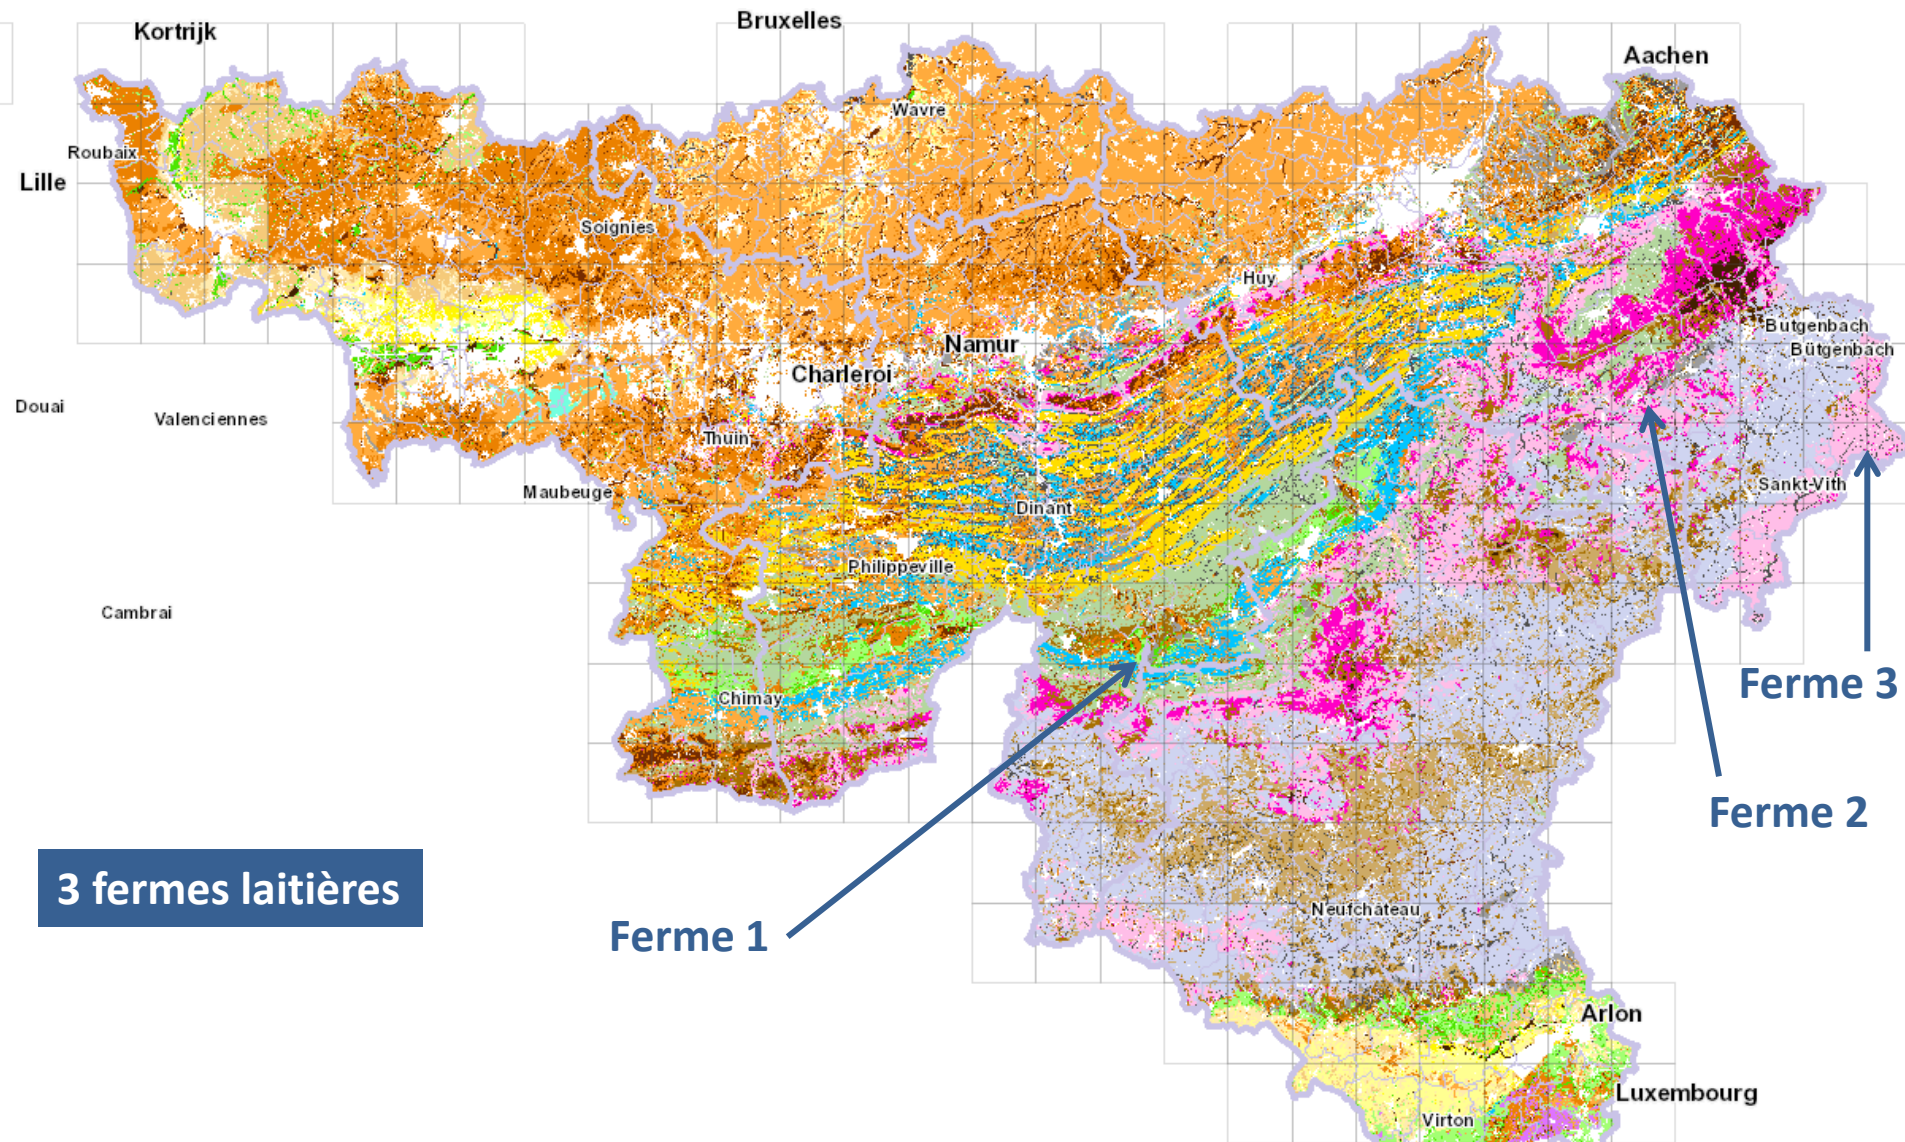 Kortrijk
Bruxelles
Aachen
Wavre
Roubaix
Lille
Soignies
Huy
Butgenbach
Bütgenbach
Namur
Charleroi
Douai
Valenciennes
Thuin
Maubeuge
Sankt-Vith
Dinant
Philippeville
Cambrai
Chimay
Ferme 3
Ferme 2
3 fermes laitières
Ferme 1
Neufchâteau
Arlon
Luxembourg
Virton